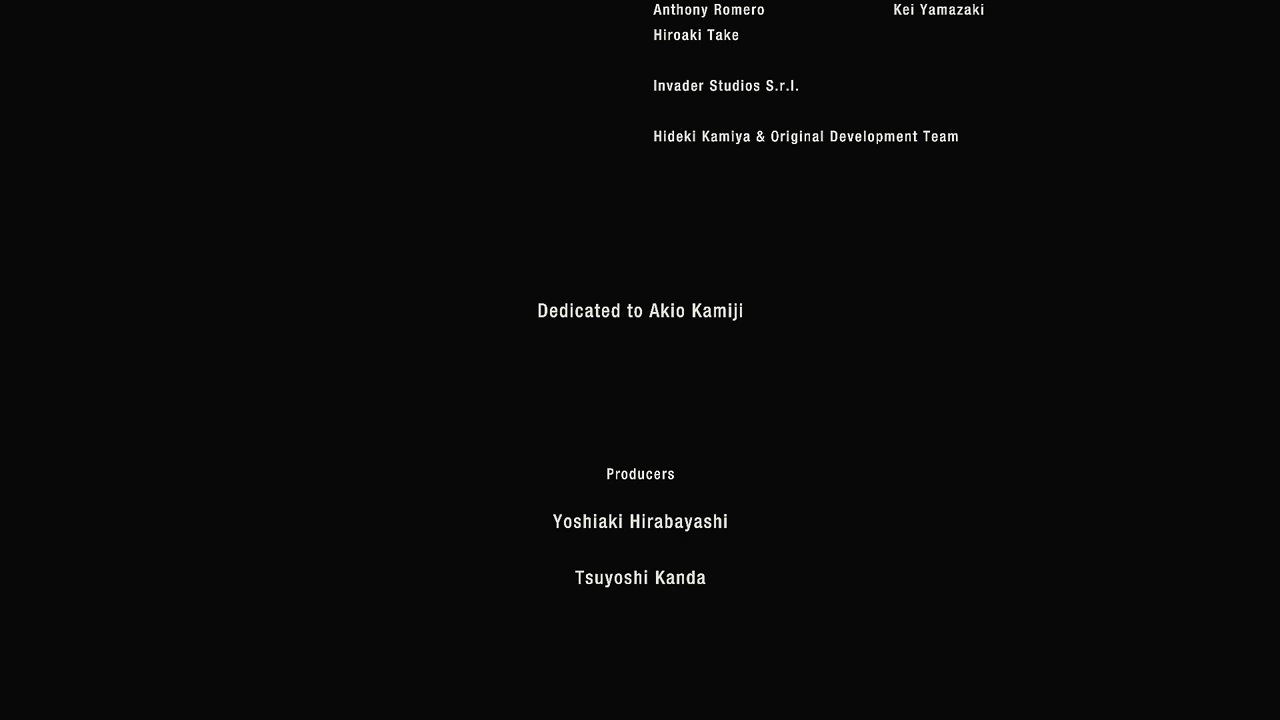 Anthony Romero Kei Yamazaki
Hiroaki Take
Invader Studios S.r.l.
Hideki Kamiya & Original Development Team
Dedicated to Akio Kamiji
Producers
Yoshiaki Hirabayashi
Tsuyoshi Kanda